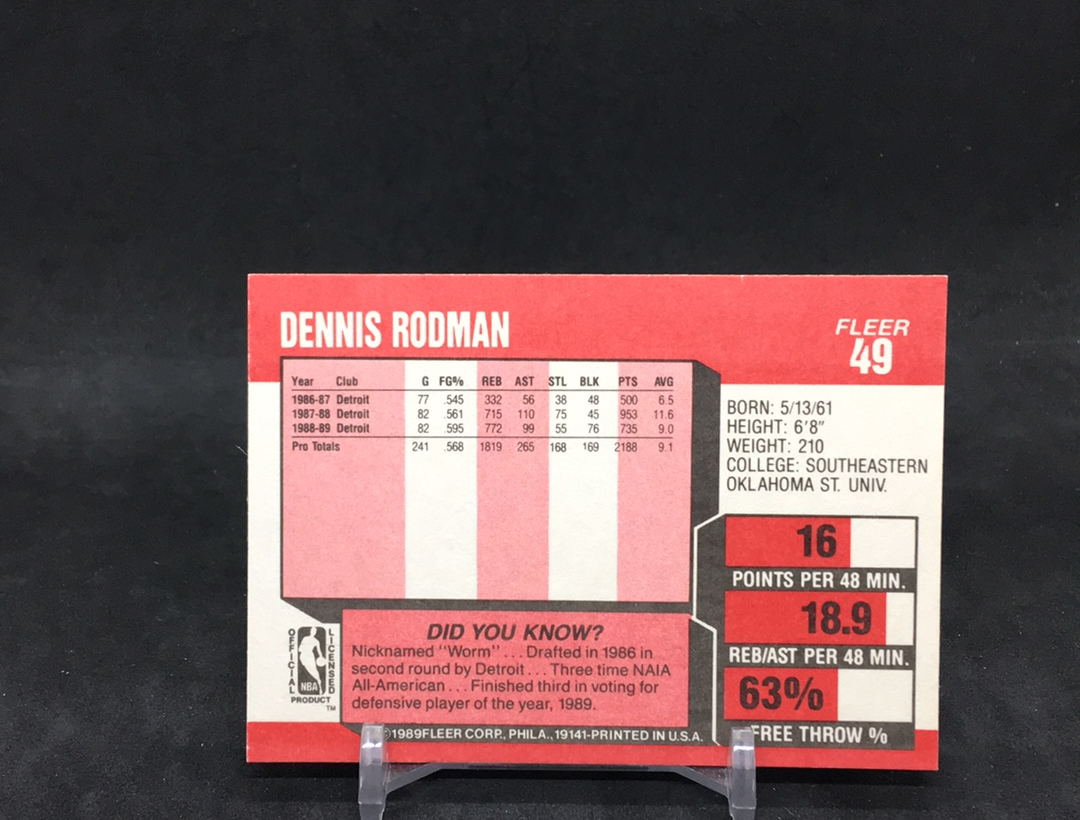 DENNIS RODMAN
FLEER
49
Year Club G FG% REB AST STL BLK PTS AVG
1986-87 Detroit 77 .545 332 56 38 48 500 6.5
1987-88 Detroit 82 .561 715 110 75 45 953 11.6
1988-89 Detroit 82 .595 772 99 55 76 735 9.0
Pro Totals 241 .568 1819 265 168 169 2188 9.1
BORN: 5/13/61
HEIGHT: 6'8"
WEIGHT: 210
COLLEGE: SOUTHEASTERN
OKLAHOMA ST. UNIV.
16
POINTS PER 48 MIN.
18.9
REB/AST PER 48 MIN.
63%
FREE THROW %
OFFICIAL
LICENSED
NBA
PRODUCT
TM
DID YOU KNOW?
Nicknamed "Worm" . . . Drafted in 1986 in
second round by Detroit . . . Three time NAIA
All-American . . . Finished third in voting for
defensive player of the year, 1989.
©1989FLEER CORP., PHILA., 19141-PRINTED IN U.S.A.